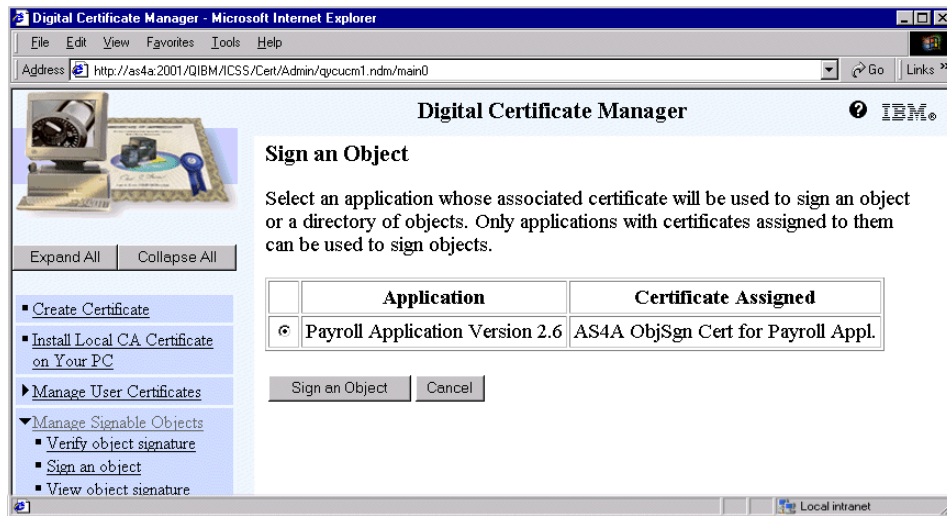 Digital Certificate Manager - Microsoft Internet Explorer
File Edit View Favorites Tools Help
Address http://as4a:2001/QIBM/ICSS/Cert/Admin/qycucm1.ndm/main0 Go Links »
Digital Certificate Manager ? IBM®
Sign an Object
Select an application whose associated certificate will be used to sign an object
or a directory of objects. Only applications with certificates assigned to them
can be used to sign objects.
Application Certificate Assigned
Payroll Application Version 2.6 AS4A ObjSgn Cert for Payroll Appl.
Sign an Object Cancel
Expand All Collapse All
Create Certificate
Install Local CA Certificate
on Your PC
Manage User Certificates
Manage Signable Objects
Verify object signature
Sign an object
View object signature
Local intranet